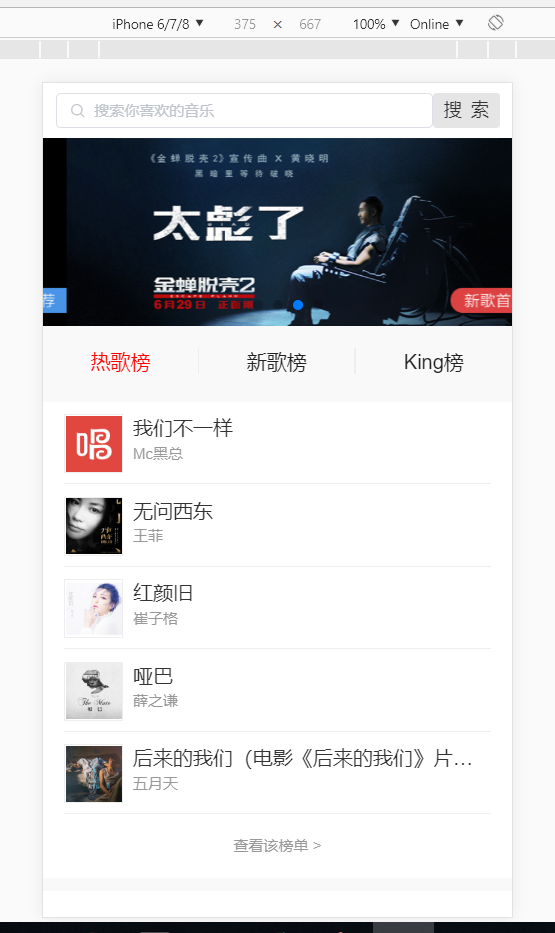 iPhone 6/7/8 ▼ 375 × 667 100% ▼ Online ▼
搜索你喜欢的音乐 搜 索
《金蝉脱壳2》宣传曲 X 黄晓明
黑暗里等待破晓
太彪了
BIAO
金蝉脱壳2
ESCAPE PLAN
6月29日 正在热
荐 新歌首
热歌榜 新歌榜 King榜
唱
我们不一样
Mc黑总
无问西东
王菲
红颜旧
崔子格
The Mute
哑巴
哑巴
薛之谦
后来的我们（电影《后来的我们》片…
五月天
查看该榜单 >